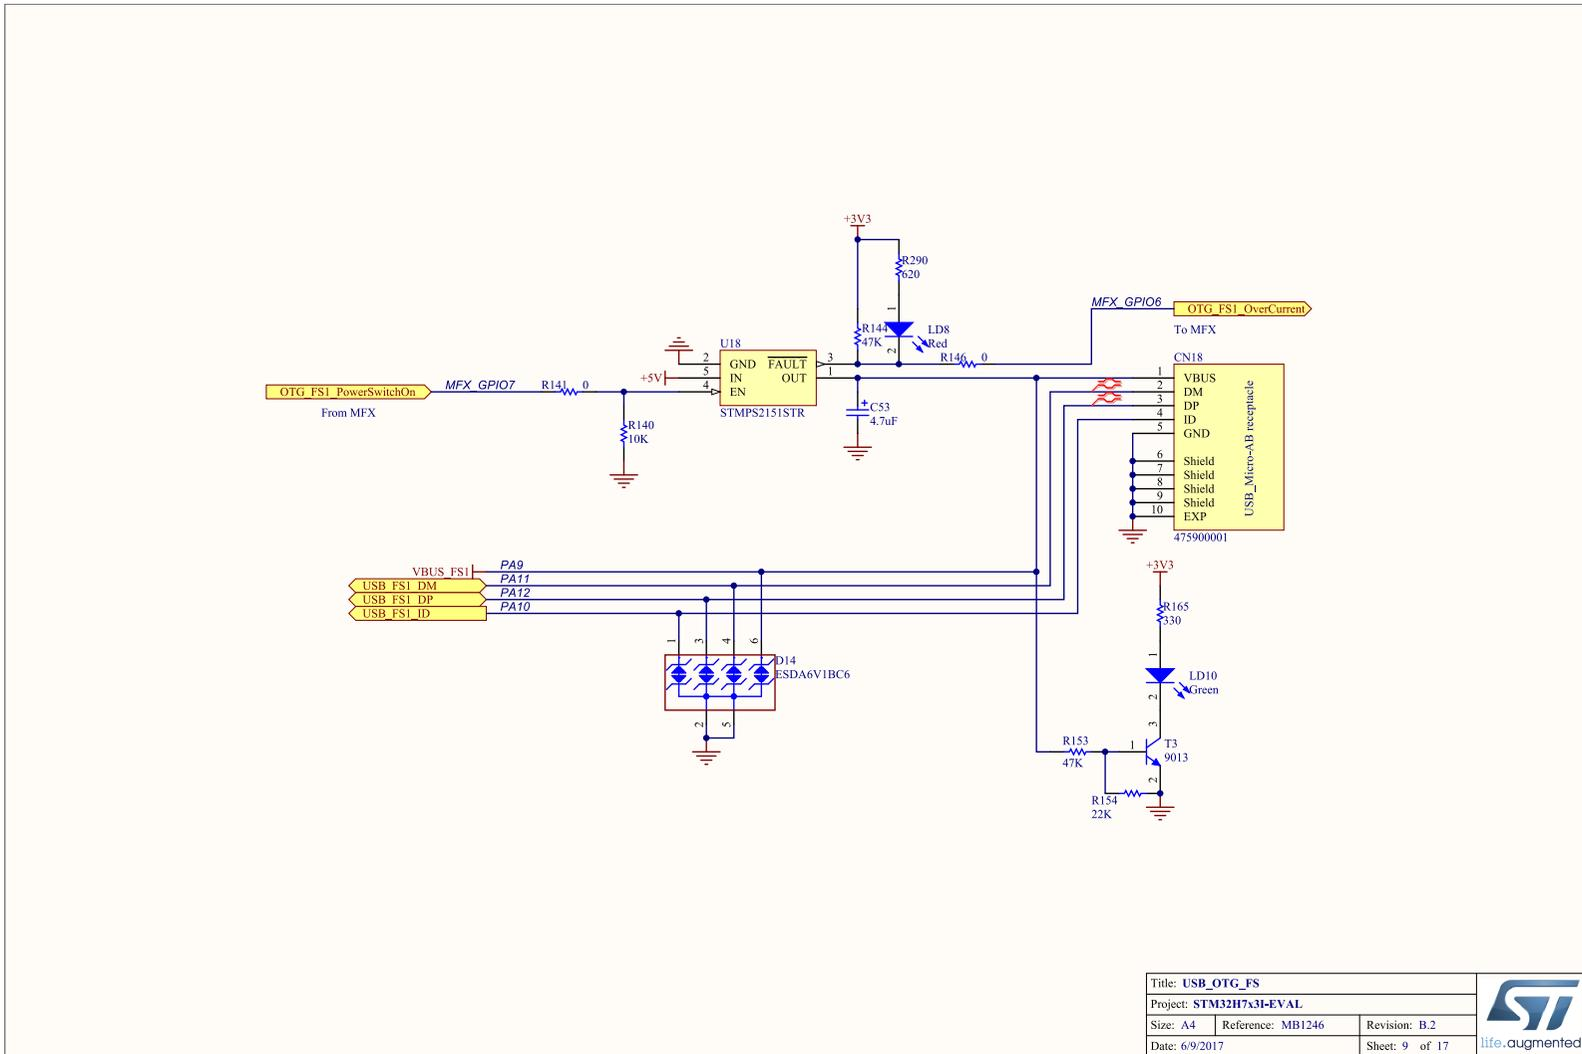 +3V3
R290
620
MFX_GPIO6
OTG_FS1_OverCurrent
1
R144
47K
LD8
Red
To MFX
2
U18
R146 0
CN18
2 GND FAULT 3
+5V 5 IN OUT 1
4 EN
STMPS2151STR
OTG_FS1_PowerSwitchOn
MFX_GPIO7
R141 0
From MFX
R140
10K
+
C53
4.7uF
1 VBUS
2 DM
3 DP
4 ID
5 GND
6 Shield
7 Shield
8 Shield
9 Shield
10 EXP
USB_Micro-AB receptacle
475900001
VBUS_FS1 PA9
USB_FS1_DM PA11
USB_FS1_DP PA12
USB_FS1_ID PA10
1 3 4 6
D14
ESDA6V1BC6
2 5
+3V3
R165
330
1
LD10
Green
2
3
R153
47K
1
T3
9013
2
R154
22K
Title: USB_OTG_FS
Project: STM32H7x3I-EVAL
Size: A4 Reference: MB1246 Revision: B.2
Date: 6/9/2017 Sheet: 9 of 17
ST
life.augmented